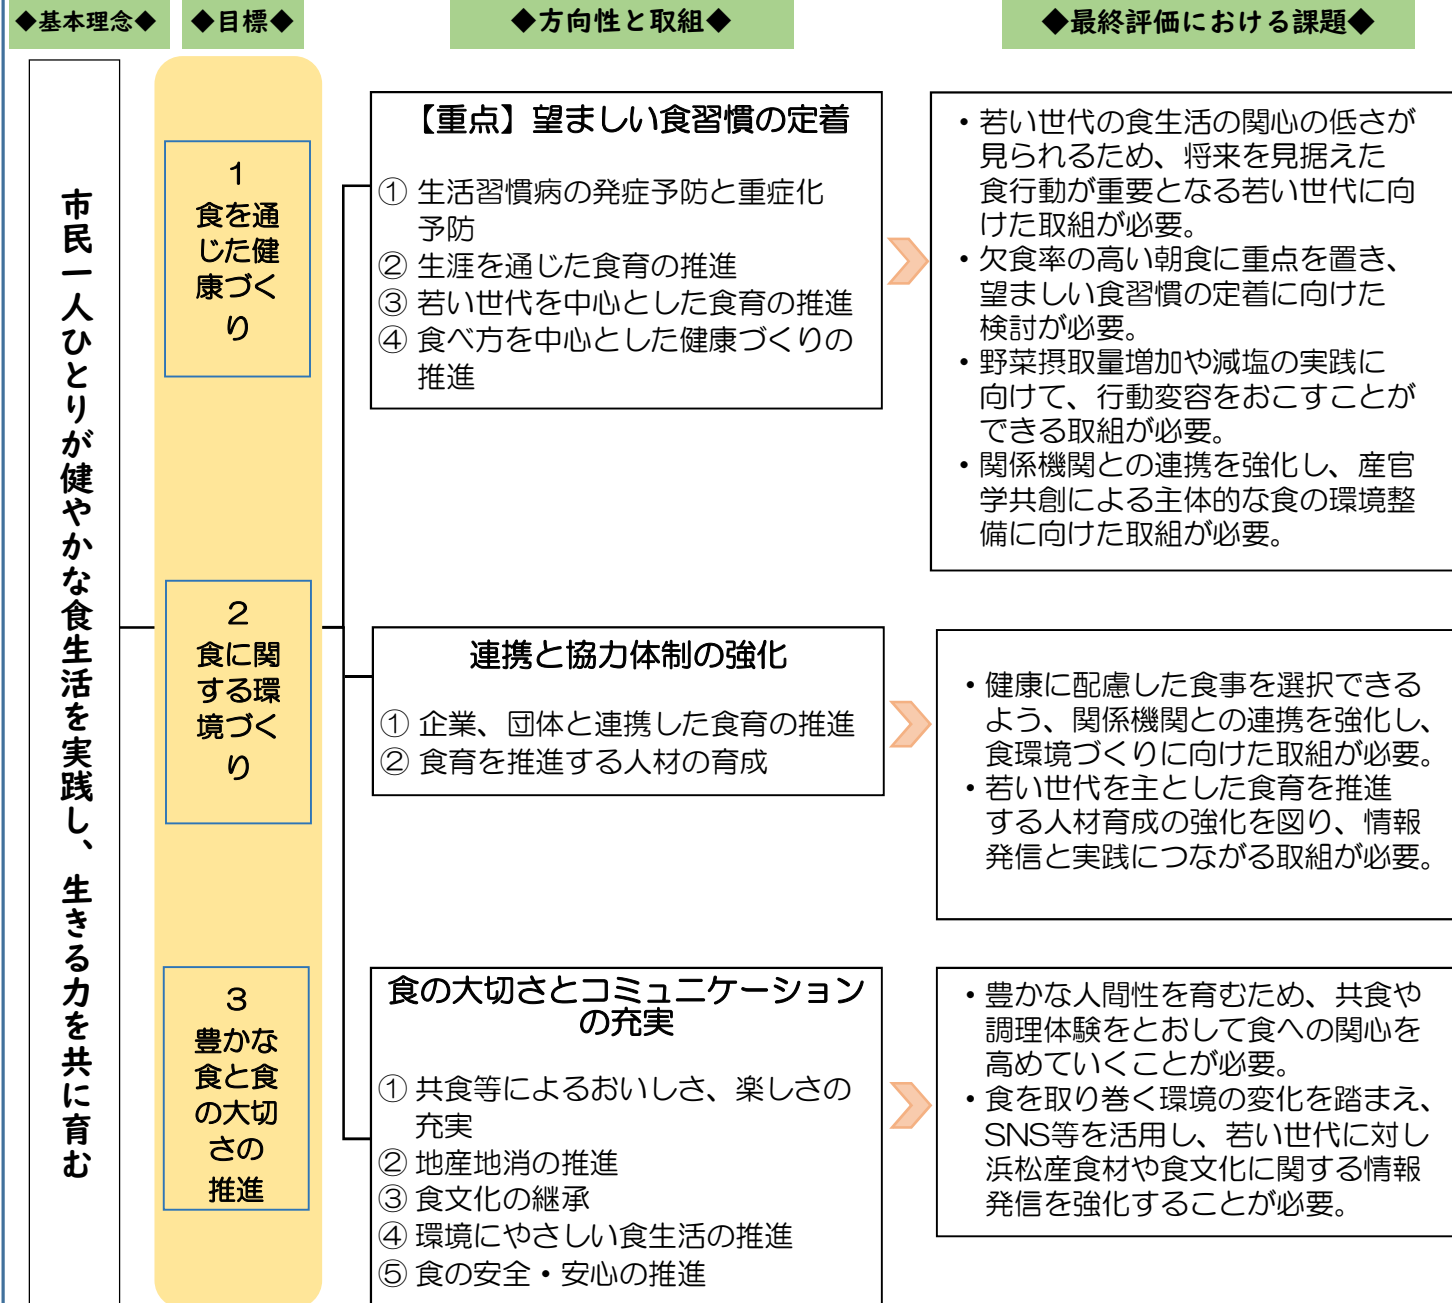 ◆基本理念◆
◆目標◆
◆方向性と取組◆
◆最終評価における課題◆
市民一人ひとりが健やかな食生活を実践し、生きる力を共に育む
1
食を通
じた健
康づく
り
2
食に関
する環
境づく
り
3
豊かな
食と食
の大切
さの
推進
【重点】望ましい食習慣の定着
① 生活習慣病の発症予防と重症化
予防
② 生涯を通じた食育の推進
③ 若い世代を中心とした食育の推進
④ 食べ方を中心とした健康づくりの
推進
・若い世代の食生活の関心の低さが
見られるため、将来を見据えた
食行動が重要となる若い世代に向
けた取組が必要。
・欠食率の高い朝食に重点を置き、
望ましい食習慣の定着に向けた
検討が必要。
・野菜摂取量増加や減塩の実践に
向けて、行動変容をおこすことが
できる取組が必要。
・関係機関との連携を強化し、産官
学共創による主体的な食の環境整
備に向けた取組が必要。
連携と協力体制の強化
① 企業、団体と連携した食育の推進
② 食育を推進する人材の育成
・健康に配慮した食事を選択できる
よう、関係機関との連携を強化し、
食環境づくりに向けた取組が必要。
・若い世代を主とした食育を推進
する人材育成の強化を図り、情報
発信と実践につながる取組が必要。
食の大切さとコミュニケーション
の充実
① 共食等によるおいしさ、楽しさの
充実
② 地産地消の推進
③ 食文化の継承
④ 環境にやさしい食生活の推進
⑤ 食の安全・安心の推進
・豊かな人間性を育むため、共食や
調理体験をとおして食への関心を
高めていくことが必要。
・食を取り巻く環境の変化を踏まえ、
SNS等を活用し、若い世代に対し
浜松産食材や食文化に関する情報
発信を強化することが必要。